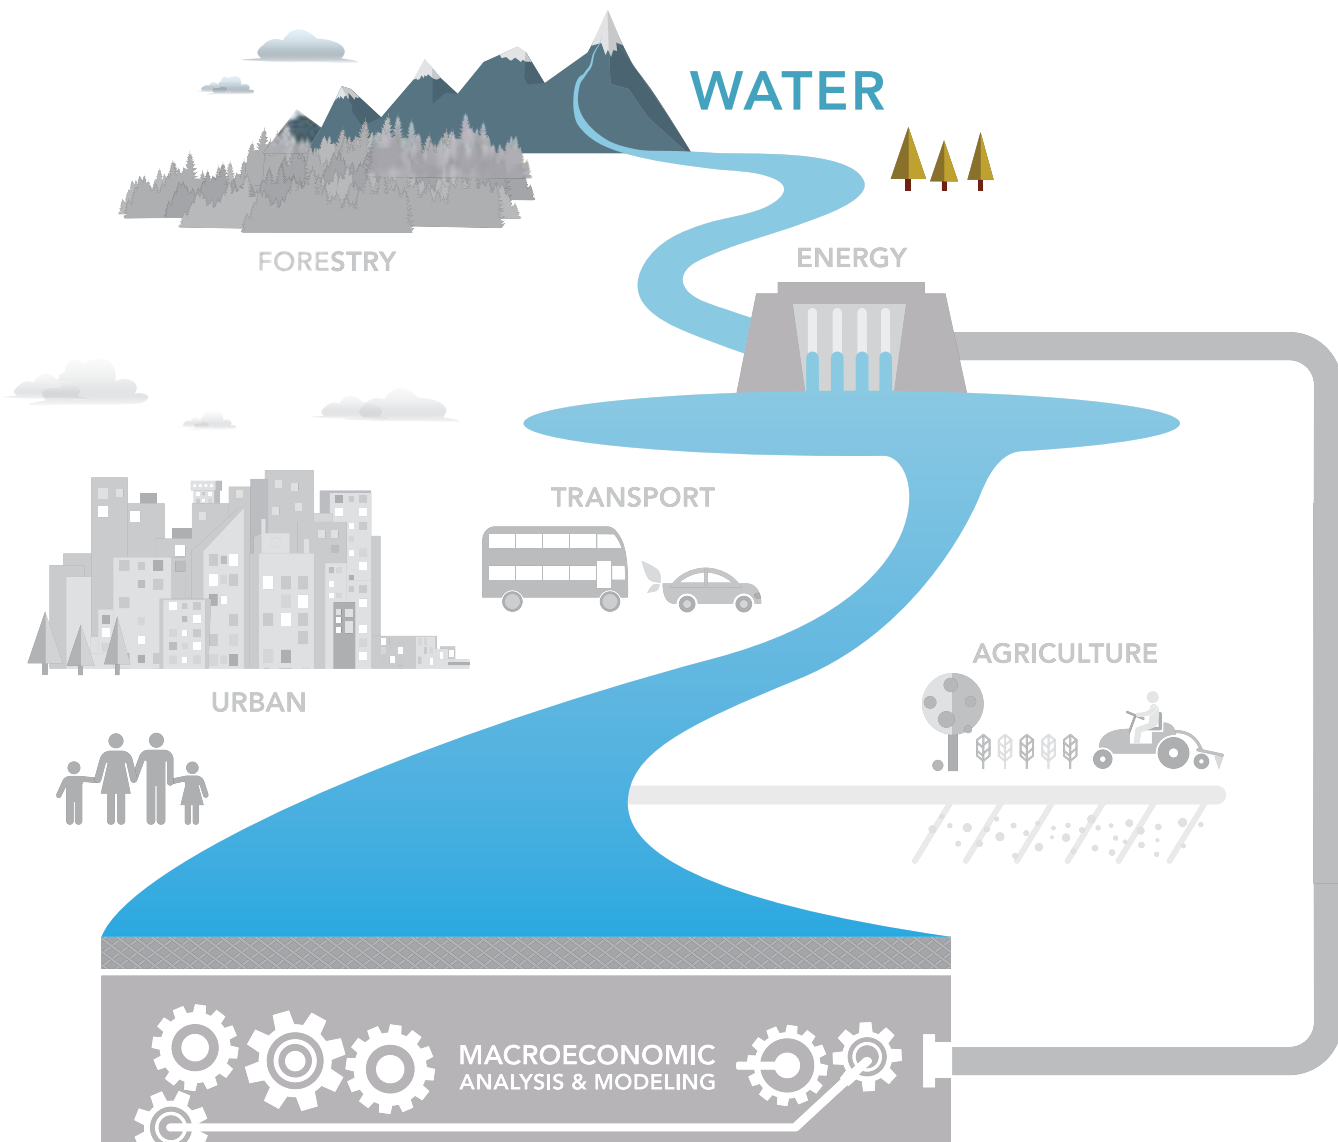 WATER
FORESTRY
ENERGY
TRANSPORT
AGRICULTURE
URBAN
MACROECONOMIC
ANALYSIS & MODELING